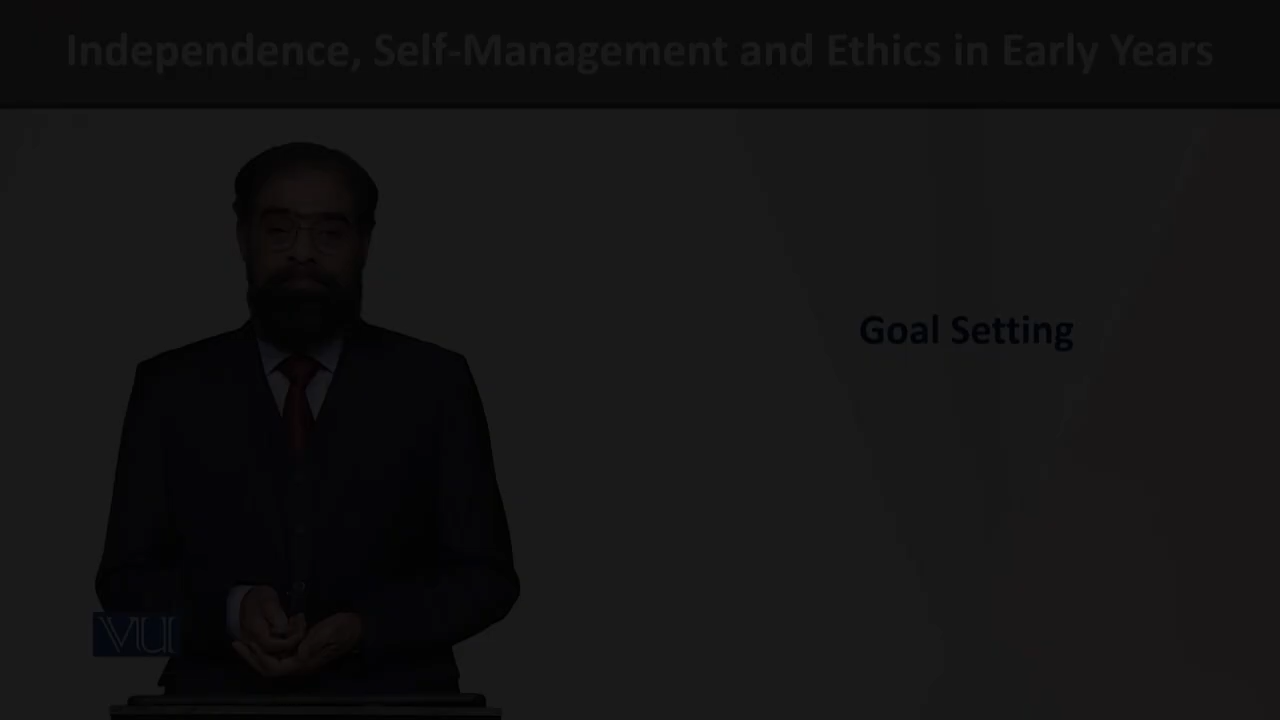 Independence, Self-Management and Ethics in Early Years
Goal Setting
VU